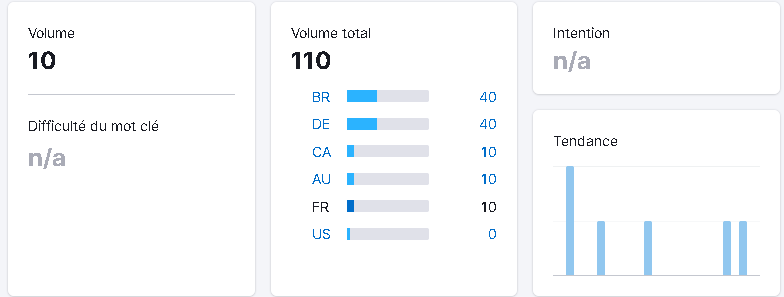 Volume
10
Difficulté du mot clé
n/a
Volume total
110
BR 40
DE 40
CA 10
AU 10
FR 10
US 0
Intention
n/a
Tendance